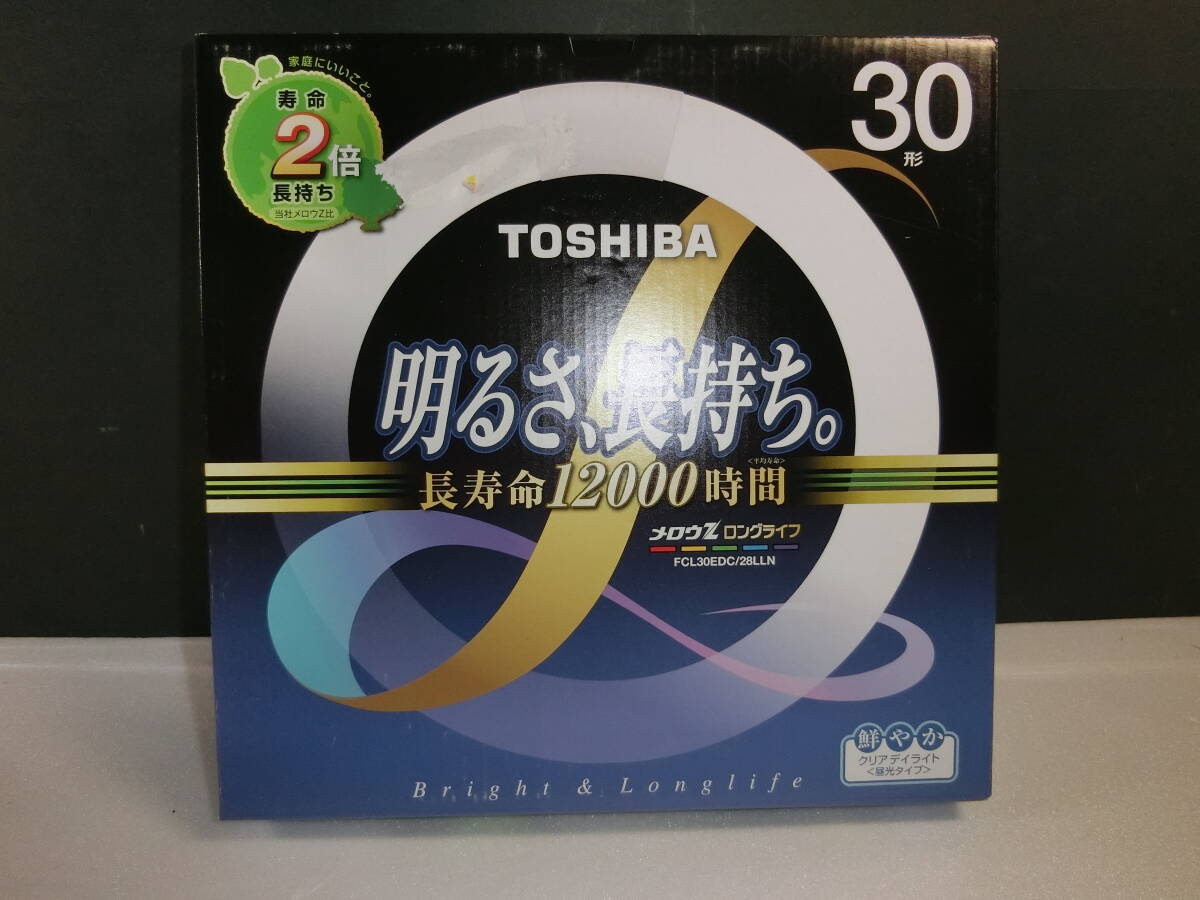 家庭にいいこと。
寿命
2倍
長持ち
当社メロウZ比
30形
TOSHIBA
明るさ、長持ち。
<平均寿命>
長寿命12000時間
メロウZ ロングライフ
FCL30EDC/28LLN
鮮やか
クリアデイライト
<昼光タイプ>
Bright & Longlife